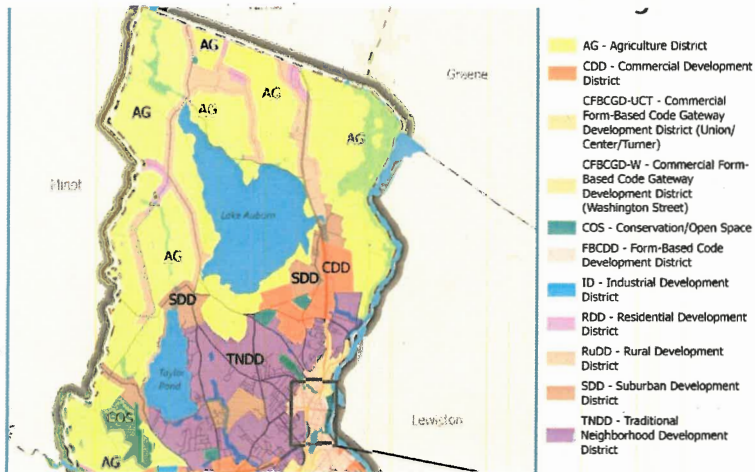 AG
AG
AG
AG
AG
Greene
Minot
Lake Auburn
AG
SDD
CDD
SDD
TNDD
Taylor
Pond
COS
AG
Lewiston
AG - Agriculture District
CDD - Commercial Development
District
CFBCGD-UCT - Commercial
Form-Based Code Gateway
Development District (Union/
Center/Turner)
CFBCGD-W - Commercial Form-
Based Code Gateway
Development District
(Washington Street)
COS - Conservation/Open Space
FBCDD - Form-Based Code
Development District
ID - Industrial Development
District
RDD - Residential Development
District
RuDD - Rural Development
District
SDD - Suburban Development
District
TNDD - Traditional
Neighborhood Development
District